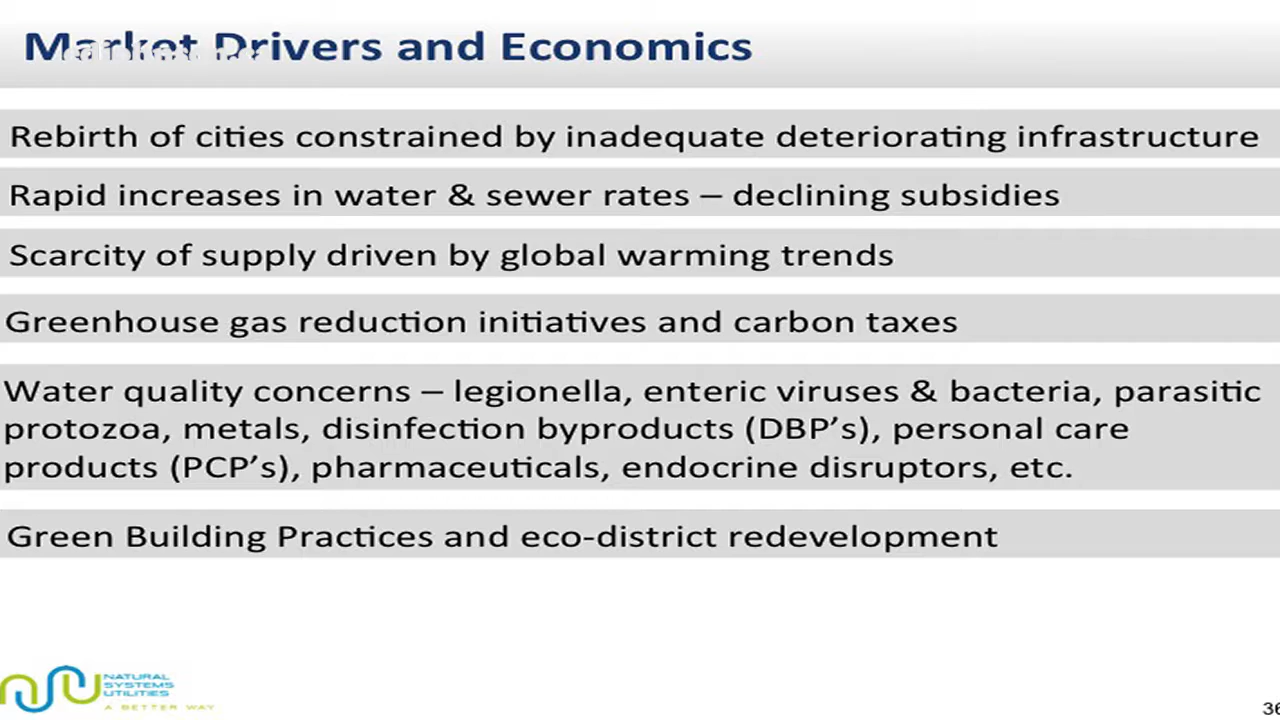 Market Drivers and Economics
Rebirth of cities constrained by inadequate deteriorating infrastructure
Rapid increases in water & sewer rates – declining subsidies
Scarcity of supply driven by global warming trends
Greenhouse gas reduction initiatives and carbon taxes
Water quality concerns – legionella, enteric viruses & bacteria, parasitic
protozoa, metals, disinfection byproducts (DBP’s), personal care
products (PCP’s), pharmaceuticals, endocrine disruptors, etc.
Green Building Practices and eco-district redevelopment
NATURAL
SYSTEMS
UTILITIES
A BETTER WAY
36